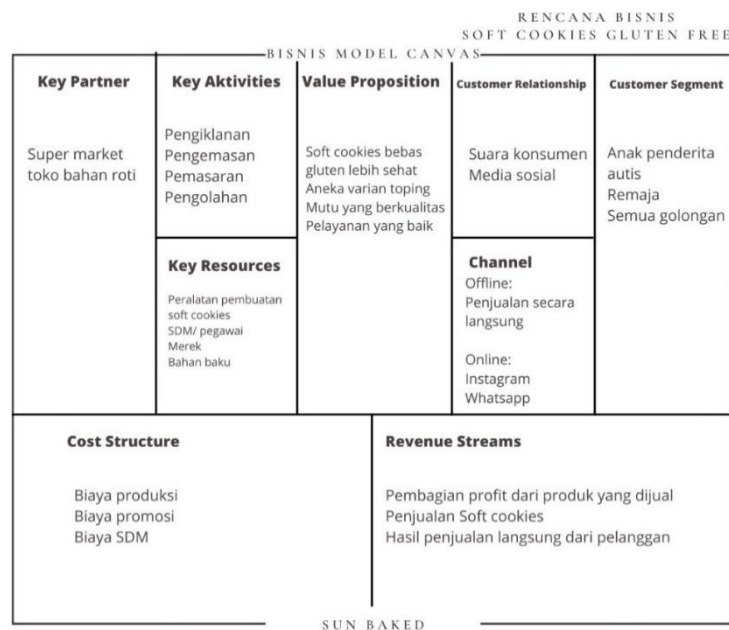 RENCANA BISNIS
SOFT COOKIES GLUTEN FREE
BISNIS MODEL CANVAS
Key Partner
Super market
toko bahan roti
Key Aktivities
Pengiklanan
Pengemasan
Pemasaran
Pengolahan
Key Resources
Peralatan pembuatan
soft cookies
SDM/ pegawai
Merek
Bahan baku
Value Proposition
Soft cookies bebas
gluten lebih sehat
Aneka varian toping
Mutu yang berkualitas
Pelayanan yang baik
Customer Relationship
Suara konsumen
Media sosial
Channel
Offline:
Penjualan secara
langsung
Online:
Instagram
Whatsapp
Customer Segment
Anak penderita
autis
Remaja
Semua golongan
Cost Structure
Biaya produksi
Biaya promosi
Biaya SDM
Revenue Streams
Pembagian profit dari produk yang dijual
Penjualan Soft cookies
Hasil penjualan langsung dari pelanggan
SUN BAKED